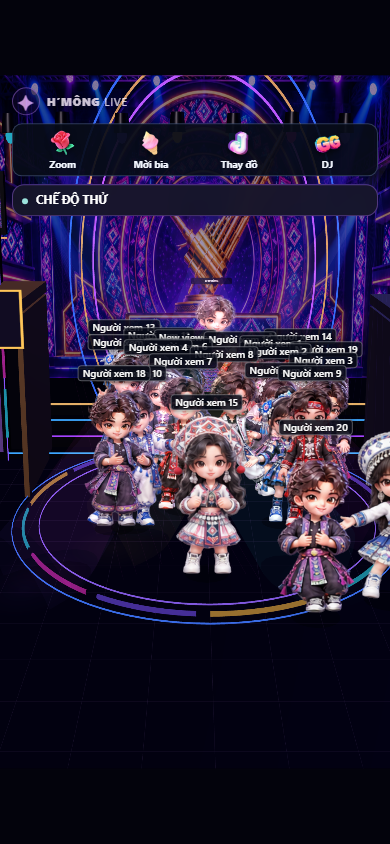 H'MÔNG LIVE
Zoom
Mời bia
Thay đồ
DJ
CHẾ ĐỘ THỬ
Người xem 13
Người xem 14
Người
Người xem 4
Người xem 8
Người xem 19
Người xem 3
Người xem 7
Người xem 18
10
Người xem 9
Người xem 15
Người xem 20